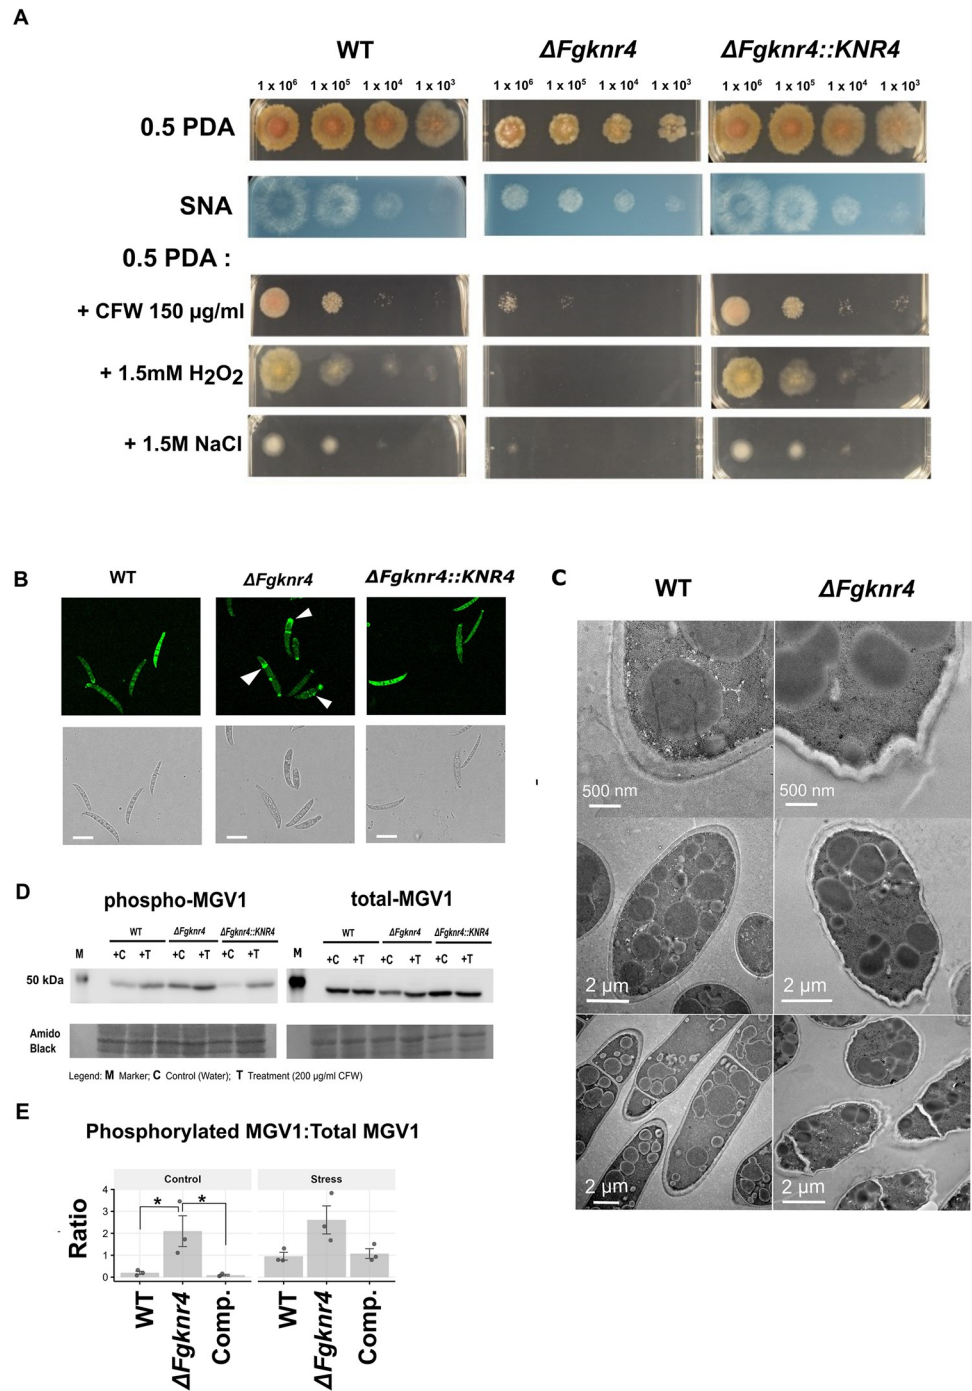 A
WT ΔFgknr4 ΔFgknr4::KNR4
1 x 10⁶ 1 x 10⁵ 1 x 10⁴ 1 x 10³ 1 x 10⁶ 1 x 10⁵ 1 x 10⁴ 1 x 10³ 1 x 10⁶ 1 x 10⁵ 1 x 10⁴ 1 x 10³
0.5 PDA
SNA
0.5 PDA :
+ CFW 150 µg/ml
+ 1.5mM H₂O₂
+ 1.5M NaCl
B
WT ΔFgknr4 ΔFgknr4::KNR4
C
WT ΔFgknr4
500 nm 500 nm
2 µm 2 µm
2 µm 2 µm
D
phospho-MGV1 total-MGV1
WT ΔFgknr4 ΔFgknr4::KNR4 WT ΔFgknr4 ΔFgknr4::KNR4
M +C +T +C +T +C +T M +C +T +C +T +C +T
50 kDa
Amido
Black
Legend: M Marker; C Control (Water); T Treatment (200 µg/ml CFW)
E
Phosphorylated MGV1:Total MGV1
Control Stress
Ratio
4
3
2
1
0
* *
WT ΔFgknr4 Comp. WT ΔFgknr4 Comp.